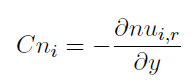 Cn_i = -\frac{\partial nu_{i,r}}{\partial y}